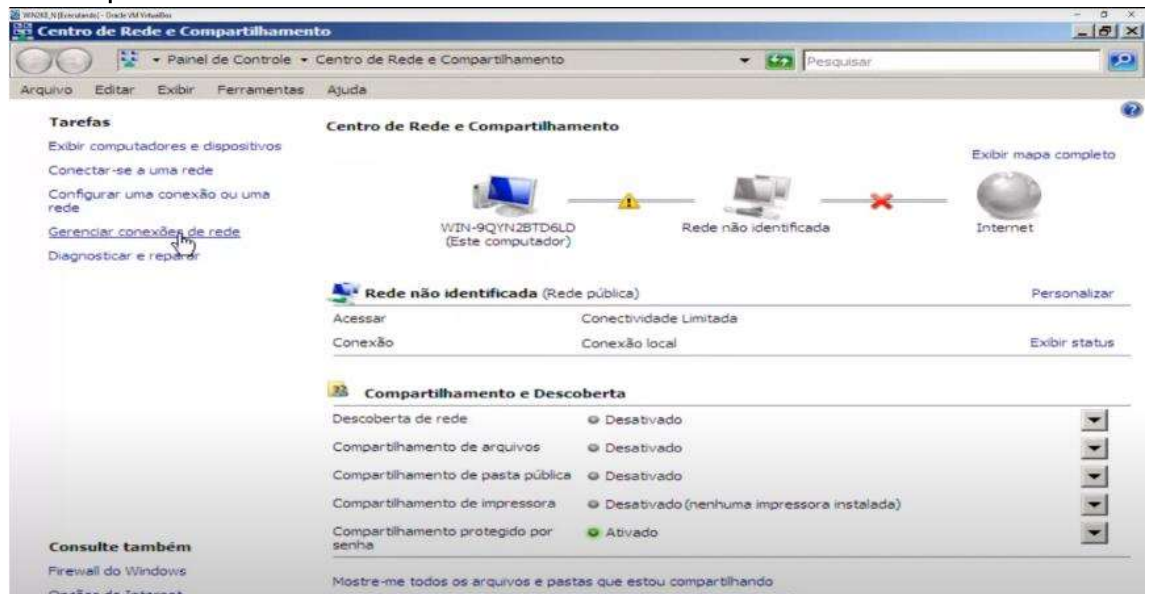 WIN2K8_N [Executando] - Oracle VM VirtualBox
Centro de Rede e Compartilhamento
Painel de Controle
Centro de Rede e Compartilhamento
Pesquisar
Arquivo Editar Exibir Ferramentas Ajuda
Tarefas
Exibir computadores e dispositivos
Conectar-se a uma rede
Configurar uma conexão ou uma
rede
Gerenciar conexões de rede
Diagnosticar e reparar
Centro de Rede e Compartilhamento
Exibir mapa completo
WIN-9QYN2BTD6LD
(Este computador)
Rede não identificada
Internet
Rede não identificada (Rede pública)
Personalizar
Acessar Conectividade Limitada
Conexão Conexão local Exibir status
Compartilhamento e Descoberta
Descoberta de rede Desativado
Compartilhamento de arquivos Desativado
Compartilhamento de pasta pública Desativado
Compartilhamento de impressora Desativado (nenhuma impressora instalada)
Compartilhamento protegido por
senha
Ativado
Mostre-me todos os arquivos e pastas que estou compartilhando
Consulte também
Firewall do Windows